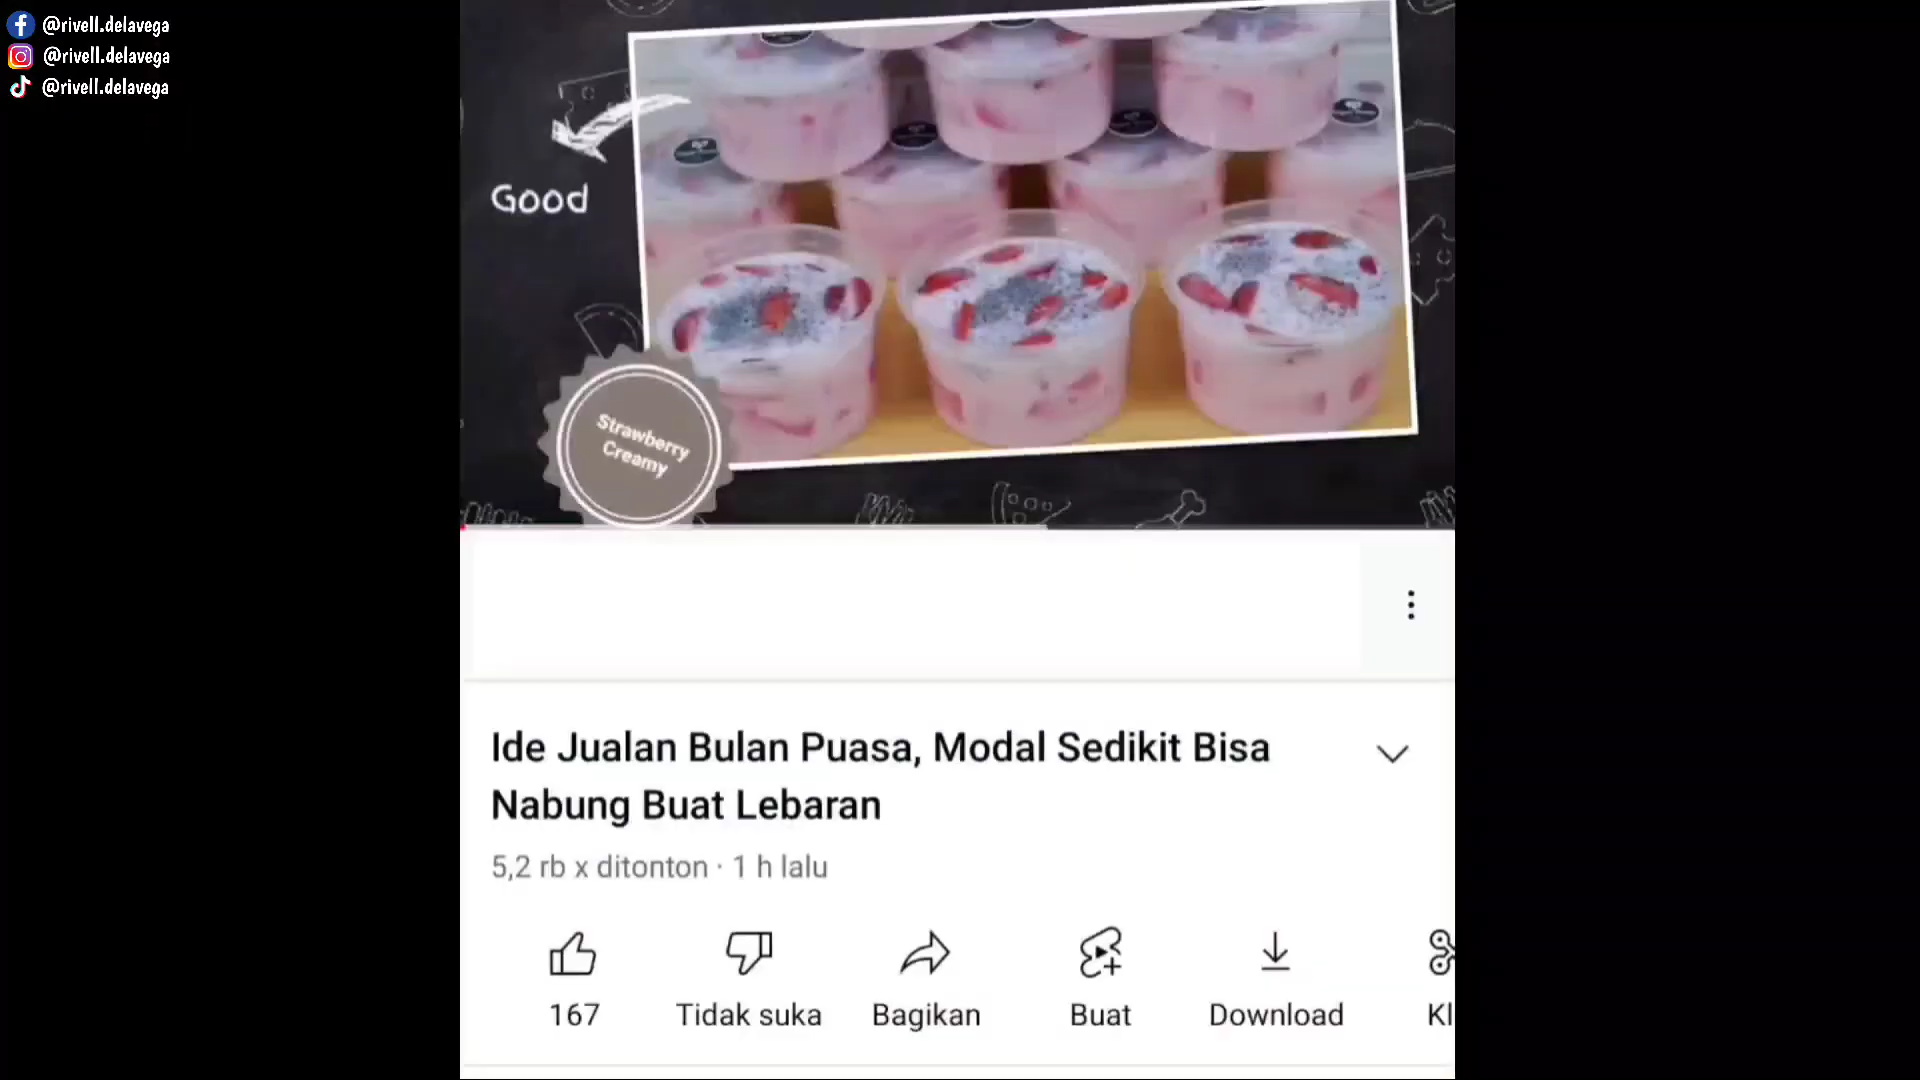 @rivell.delavega
@rivell.delavega
@rivell.delavega
Good
Strawberry
Creamy
Ide Jualan Bulan Puasa, Modal Sedikit Bisa
Nabung Buat Lebaran
5,2 rb x ditonton · 1 h lalu
167
Tidak suka
Bagikan
Buat
Download
Kl